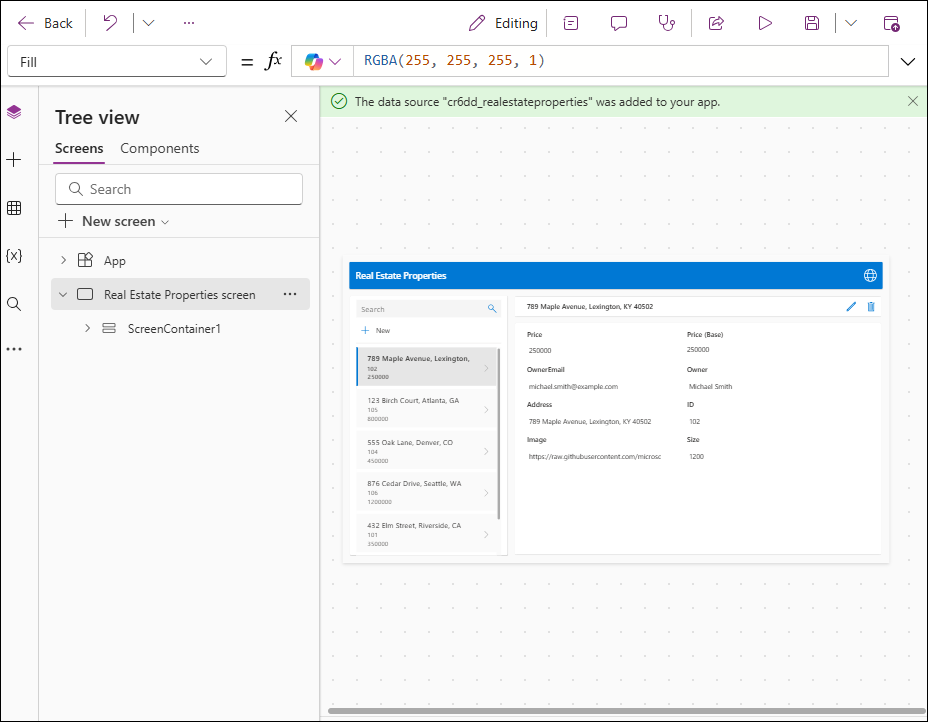 Back
Editing
Fill
= fx
RGBA(255, 255, 255, 1)
Tree view
The data source "cr6dd_realestateproperties" was added to your app.
Screens Components
Search
New screen
App
Real Estate Properties screen
ScreenContainer1
Real Estate Properties
Search
New
789 Maple Avenue, Lexington,
102
250000
123 Birch Court, Atlanta, GA
105
800000
555 Oak Lane, Denver, CO
104
450000
876 Cedar Drive, Seattle, WA
106
1200000
432 Elm Street, Riverside, CA
101
350000
789 Maple Avenue, Lexington, KY 40502
Price Price (Base)
250000 250000
OwnerEmail Owner
michael.smith@example.com Michael Smith
Address ID
789 Maple Avenue, Lexington, KY 40502 102
Image Size
https://raw.githubusercontent.com/microsc 1200